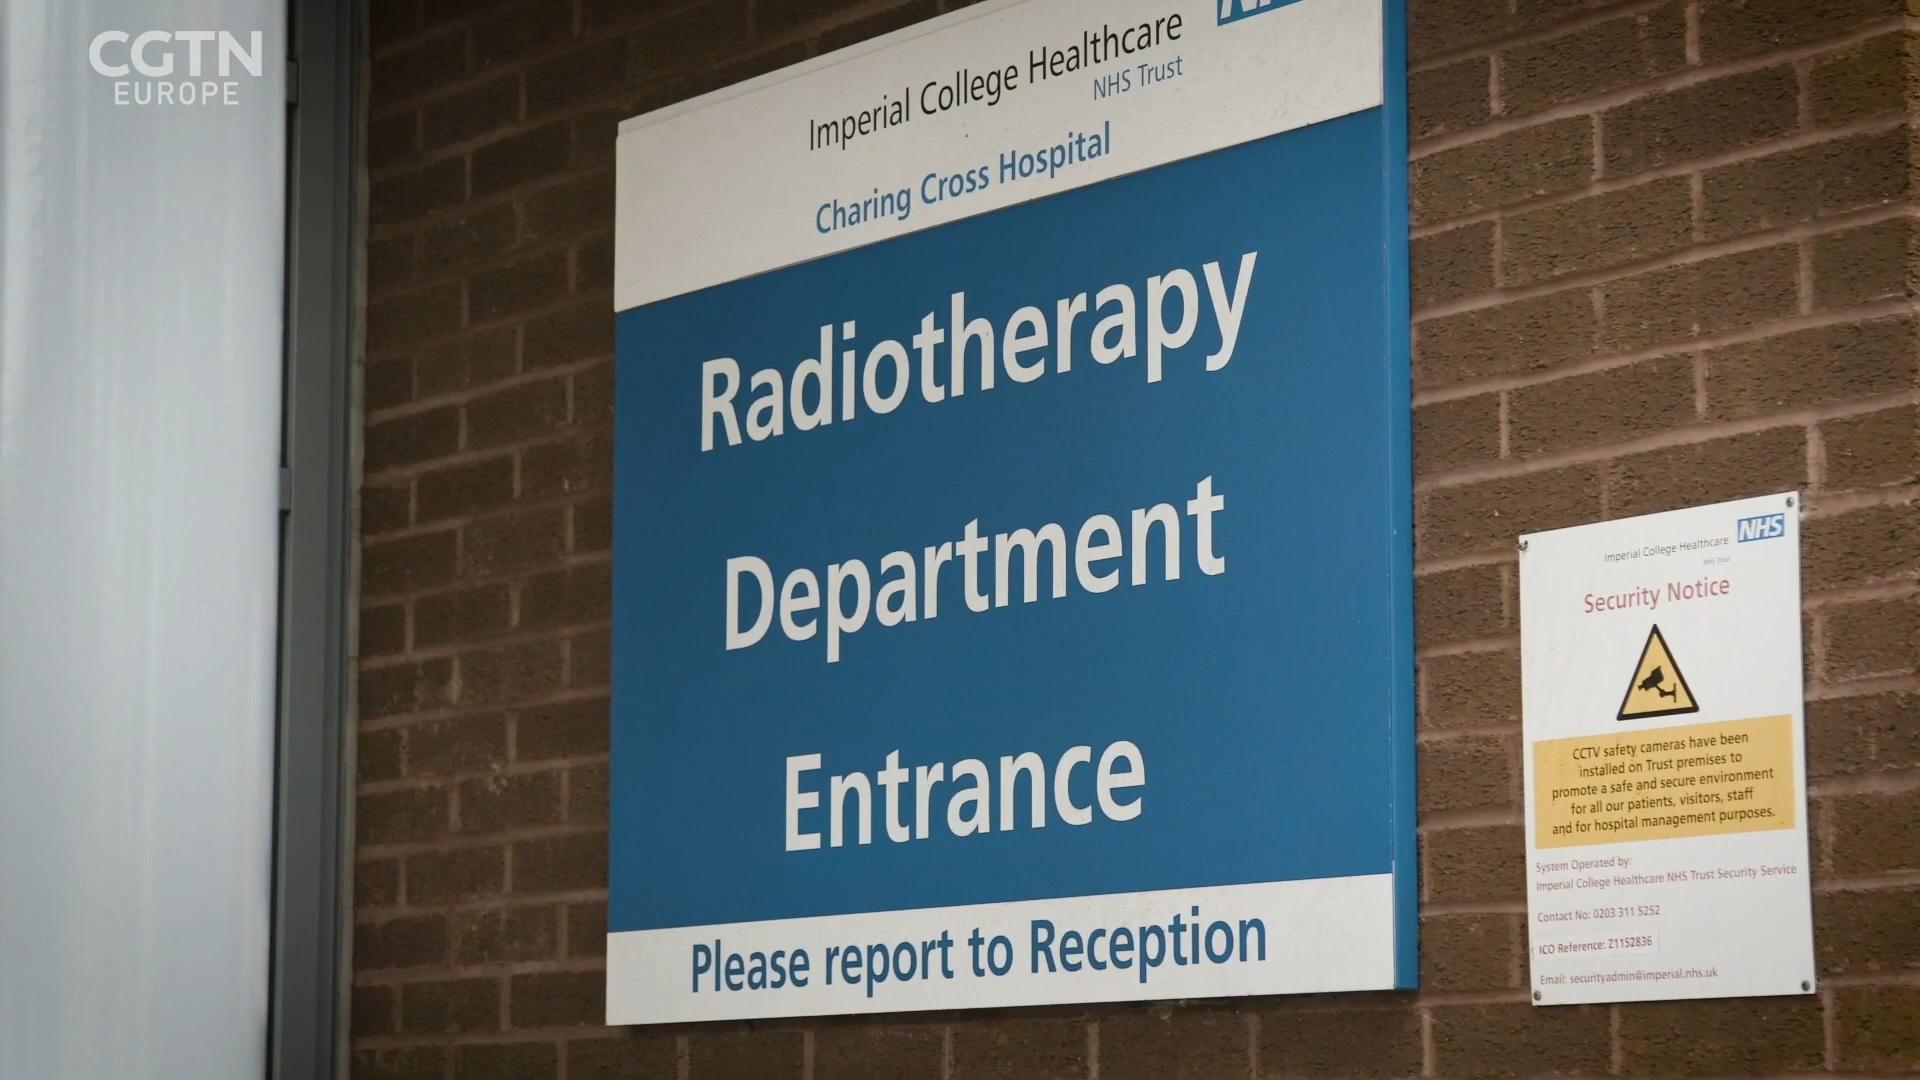 CGTN
EUROPE
Imperial College Healthcare
NHS Trust
Charing Cross Hospital
Radiotherapy
Department
Entrance
Please report to Reception
NHS
Imperial College Healthcare
NHS Trust
Security Notice
CCTV safety cameras have been
installed on Trust premises to
promote a safe and secure environment
for all our patients, visitors, staff
and for hospital management purposes.
System Operated by:
Imperial College Healthcare NHS Trust Security Service
Contact No: 0203 311 5252
ICO Reference: Z1152836
Email: securityadmin@imperial.nhs.uk